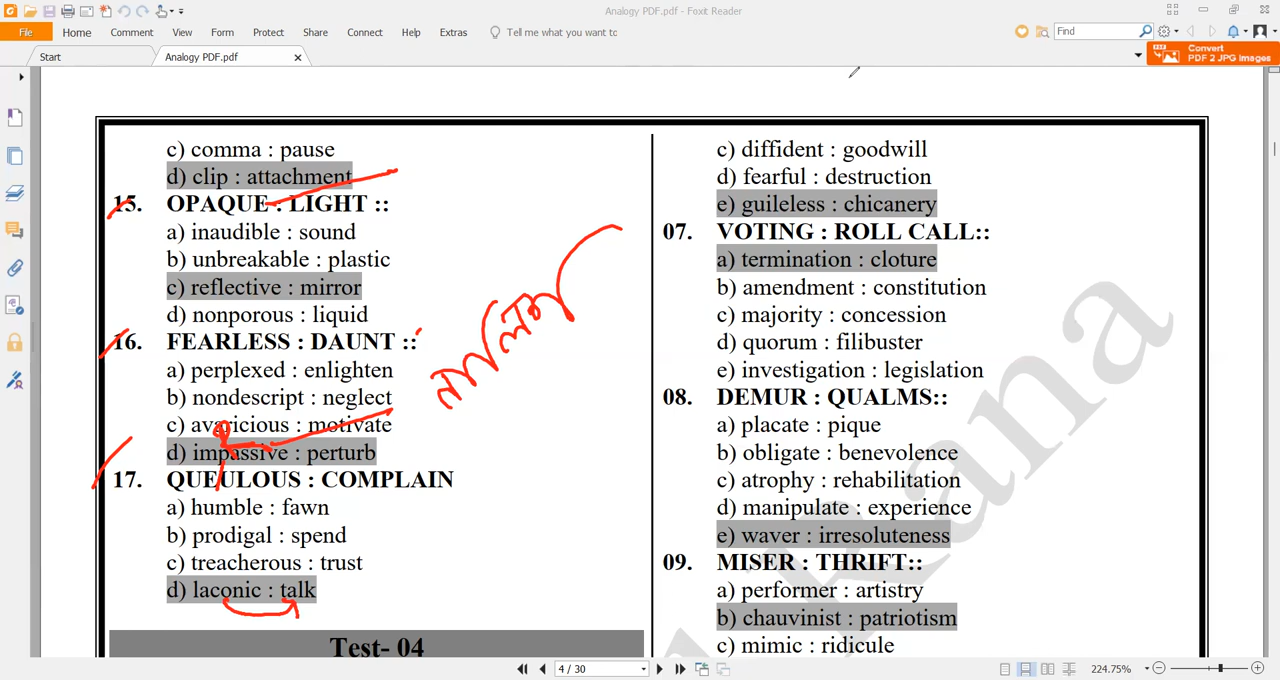 Analogy PDF.pdf - Foxit Reader
File
Home
Comment
View
Form
Protect
Share
Connect
Help
Extras
Tell me what you want to
Find
Start
Analogy PDF.pdf
Convert
PDF 2 JPG images
c) comma : pause
d) clip : attachment
15. OPAQUE : LIGHT ::
a) inaudible : sound
b) unbreakable : plastic
c) reflective : mirror
d) nonporous : liquid
16. FEARLESS : DAUNT ::
a) perplexed : enlighten
b) nondescript : neglect
c) avaricious : motivate
d) impassive : perturb
17. QUEULOUS : COMPLAIN
a) humble : fawn
b) prodigal : spend
c) treacherous : trust
d) laconic : talk
Test- 04
c) diffident : goodwill
d) fearful : destruction
e) guileless : chicanery
07. VOTING : ROLL CALL::
a) termination : cloture
b) amendment : constitution
c) majority : concession
d) quorum : filibuster
e) investigation : legislation
08. DEMUR : QUALMS::
a) placate : pique
b) obligate : benevolence
c) atrophy : rehabilitation
d) manipulate : experience
e) waver : irresoluteness
09. MISER : THRIFT::
a) performer : artistry
b) chauvinist : patriotism
c) mimic : ridicule
Rana
4 / 30
224.75%